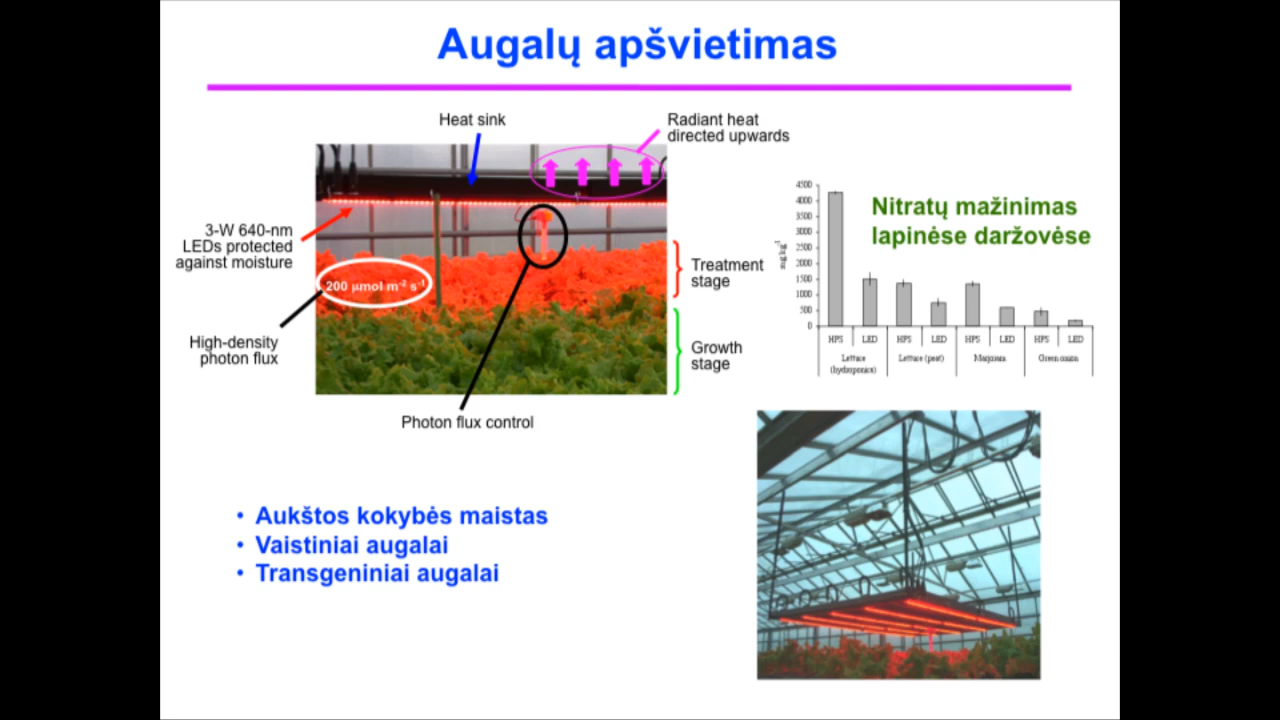 Augalų apšvietimas
Heat sink
Radiant heat
directed upwards
3-W 640-nm
LEDs protected
against moisture
200 µmol m⁻² s⁻¹
High-density
photon flux
Treatment
stage
Growth
stage
Photon flux control
Nitratų mažinimas
lapinėse daržovėse
mg kg⁻¹
4500
4000
3500
3000
2500
2000
1500
1000
500
0
HPS LED HPS LED HPS LED HPS LED
Lettuce Lettuce (peat) Marjoram Green onion
(hydroponics)
• Aukštos kokybės maistas
• Vaistiniai augalai
• Transgeniniai augalai